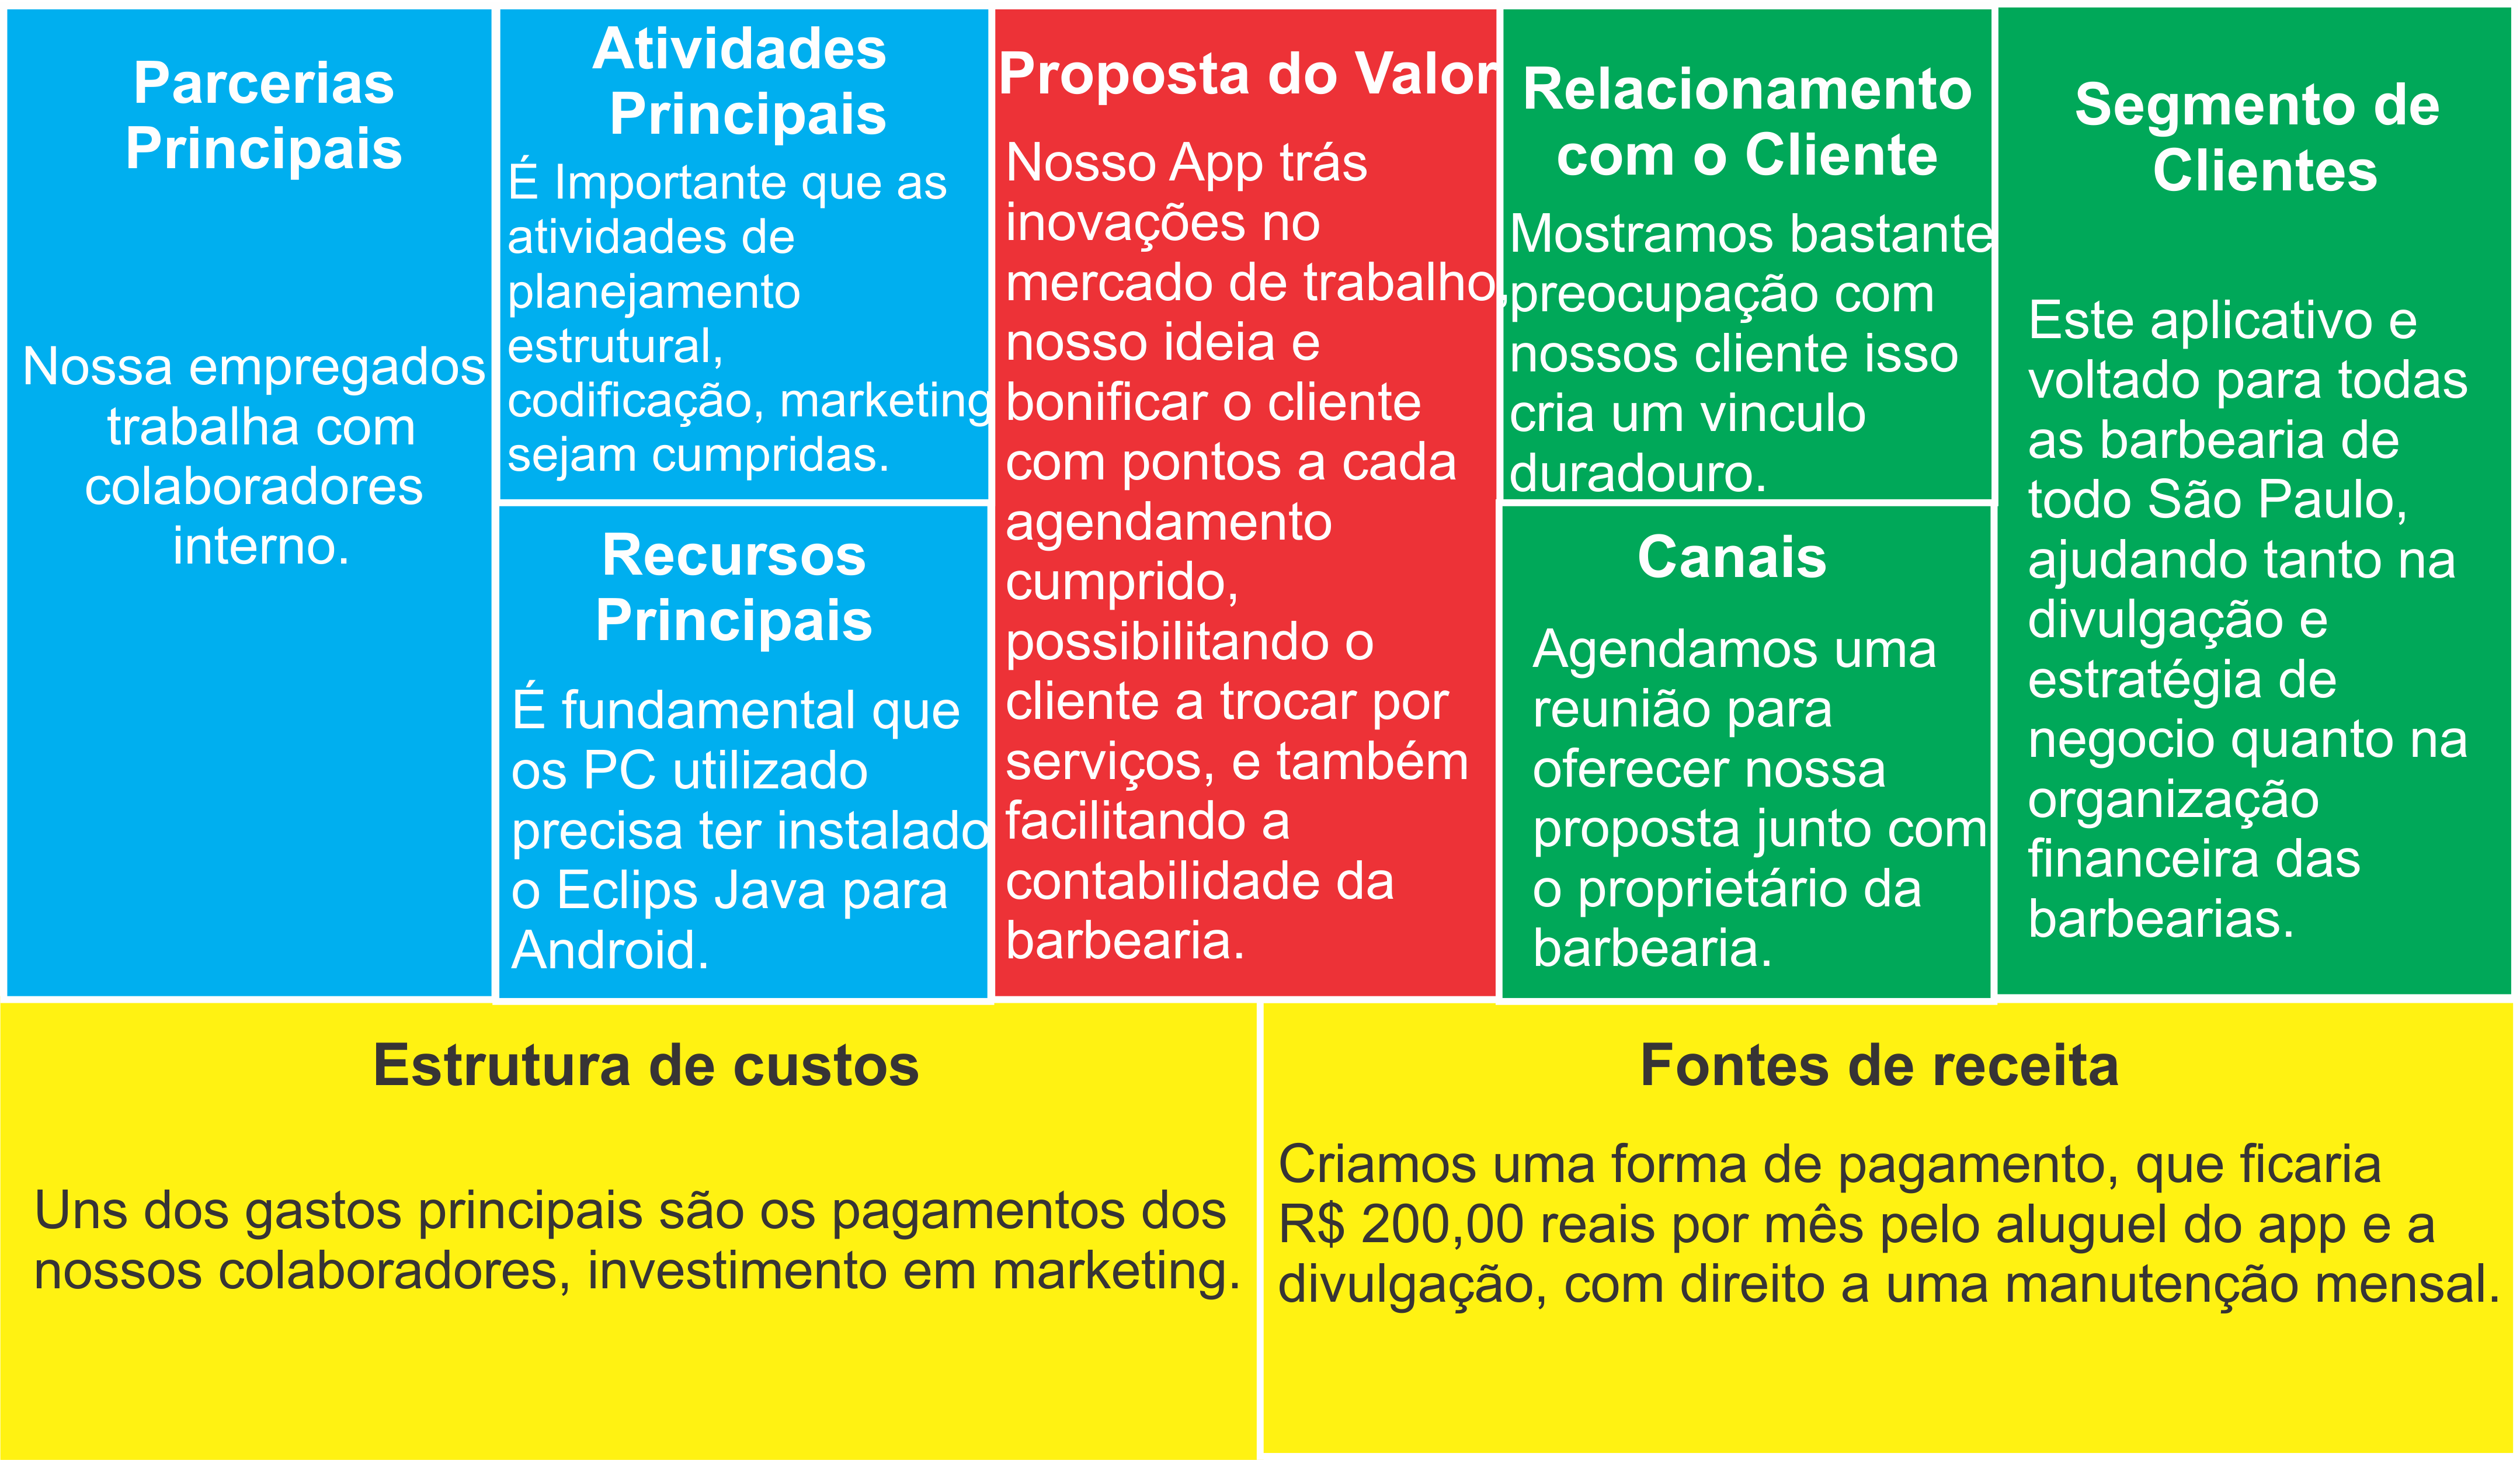 Parcerias
Principais
Nossa empregados
trabalha com
colaboradores
interno.
Atividades
Principais
É Importante que as
atividades de
planejamento
estrutural,
codificação, marketing
sejam cumpridas.
Recursos
Principais
É fundamental que
os PC utilizado
precisa ter instalado
o Eclips Java para
Android.
Proposta do Valor
Nosso App trás
inovações no
mercado de trabalho,
nosso ideia e
bonificar o cliente
com pontos a cada
agendamento
cumprido,
possibilitando o
cliente a trocar por
serviços, e também
facilitando a
contabilidade da
barbearia.
Relacionamento
com o Cliente
Mostramos bastante
preocupação com
nossos cliente isso
cria um vinculo
duradouro.
Canais
Agendamos uma
reunião para
oferecer nossa
proposta junto com
o proprietário da
barbearia.
Segmento de
Clientes
Este aplicativo e
voltado para todas
as barbearia de
todo São Paulo,
ajudando tanto na
divulgação e
estratégia de
negocio quanto na
organização
financeira das
barbearias.
Estrutura de custos
Uns dos gastos principais são os pagamentos dos
nossos colaboradores, investimento em marketing.
Fontes de receita
Criamos uma forma de pagamento, que ficaria
R$ 200,00 reais por mês pelo aluguel do app e a
divulgação, com direito a uma manutenção mensal.